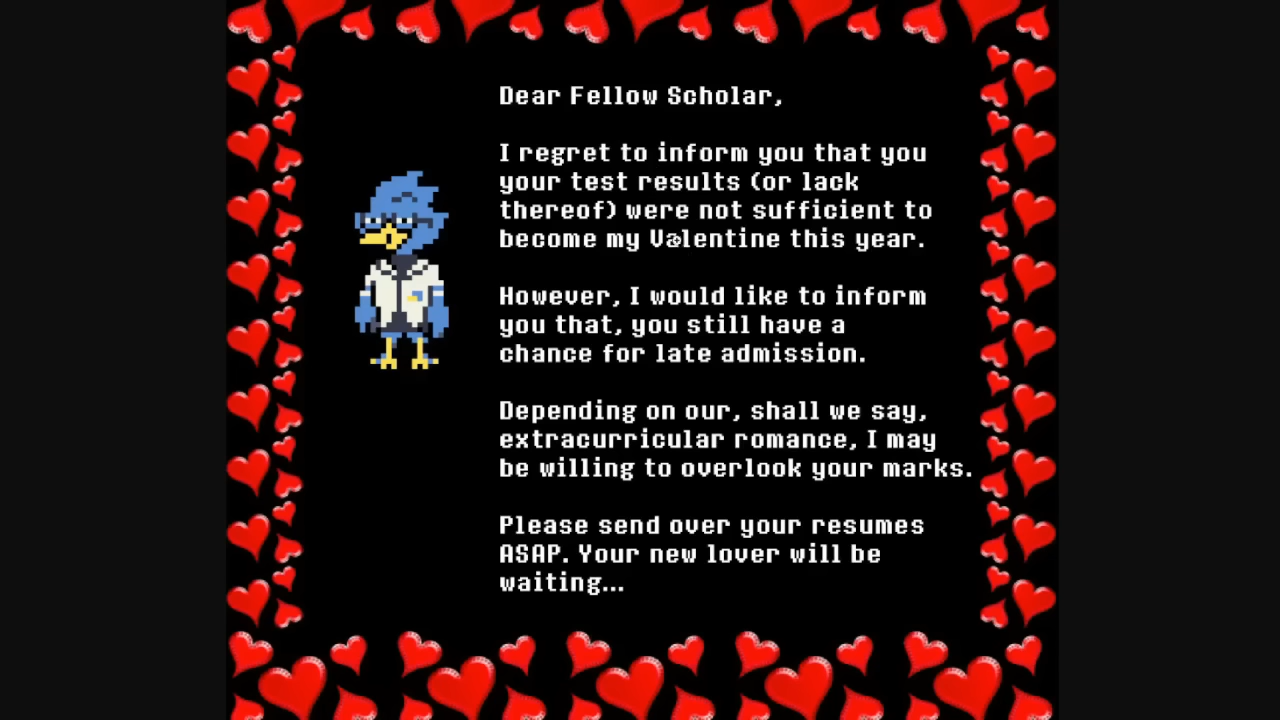 Dear Fellow Scholar,
I regret to inform you that you
your test results (or lack
thereof) were not sufficient to
become my Valentine this year.
However, I would like to inform
you that, you still have a
chance for late admission.
Depending on our, shall we say,
extracurricular romance, I may
be willing to overlook your marks.
Please send over your resumes
ASAP. Your new lover will be
waiting...